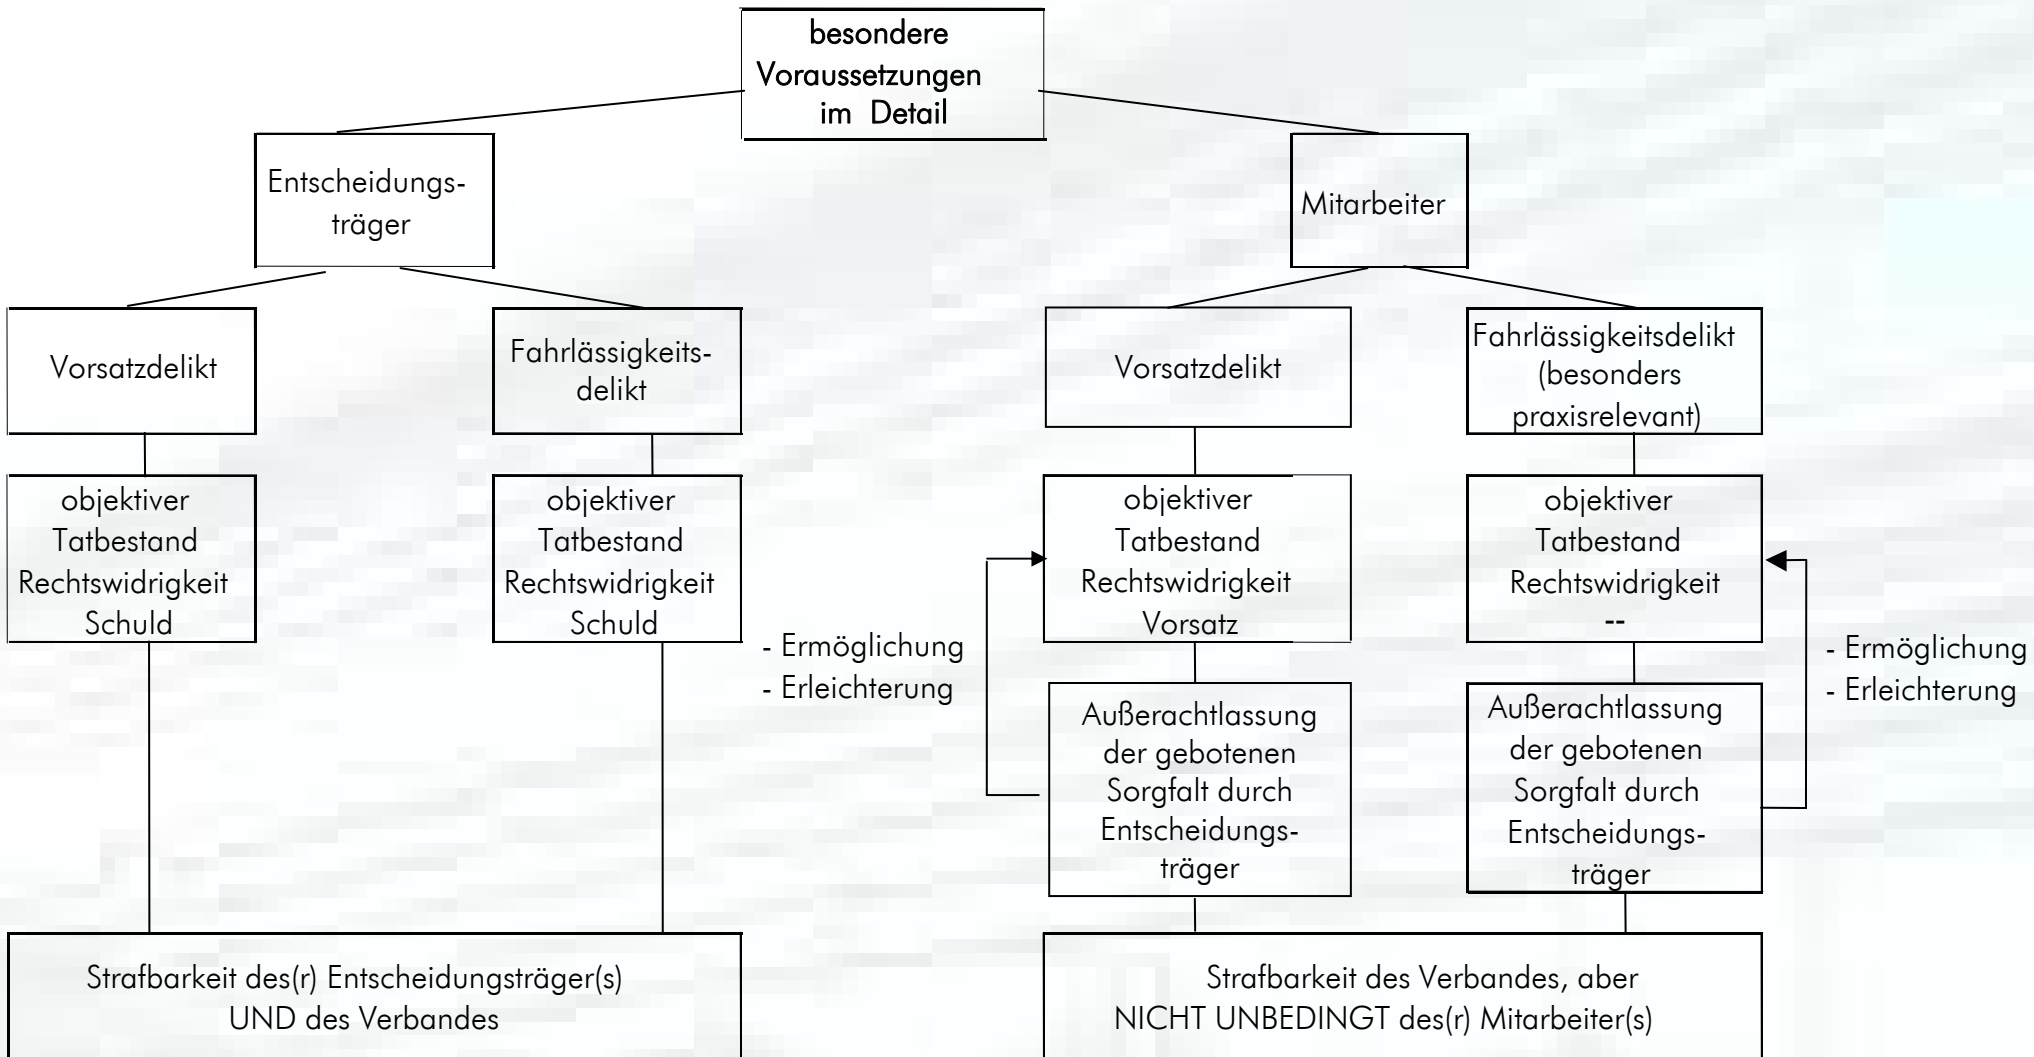 besondere
Voraussetzungen
im Detail
Entscheidungs-
träger
Mitarbeiter
Vorsatzdelikt
Fahrlässigkeits-
delikt
Vorsatzdelikt
Fahrlässigkeitsdelikt
(besonders
praxisrelevant)
objektiver
Tatbestand
Rechtswidrigkeit
Schuld
objektiver
Tatbestand
Rechtswidrigkeit
Schuld
objektiver
Tatbestand
Rechtswidrigkeit
Vorsatz
objektiver
Tatbestand
Rechtswidrigkeit
--
- Ermöglichung
- Erleichterung
- Ermöglichung
- Erleichterung
Außerachtlassung
der gebotenen
Sorgfalt durch
Entscheidungs-
träger
Außerachtlassung
der gebotenen
Sorgfalt durch
Entscheidungs-
träger
Strafbarkeit des(r) Entscheidungsträger(s)
UND des Verbandes
Strafbarkeit des Verbandes, aber
NICHT UNBEDINGT des(r) Mitarbeiter(s)